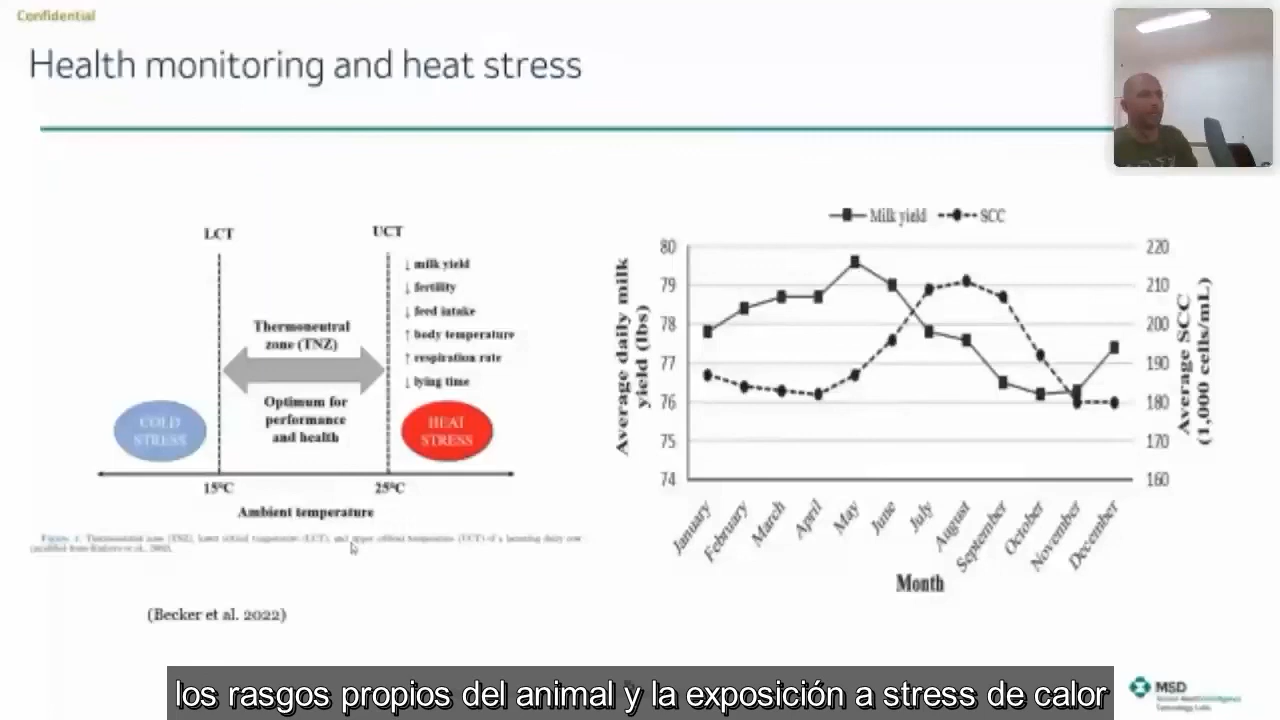 Confidential
Health monitoring and heat stress
LCT
UCT
↓ milk yield
↓ fertility
↓ feed intake
↑ body temperature
↑ respiration rate
↓ lying time
Thermoneutral
zone (TNZ)
Optimum for
performance
and health
COLD
STRESS
HEAT
STRESS
15°C
25°C
Ambient temperature
(Becker et al. 2022)
Milk yield
SCC
Average daily milk
yield (lbs)
80
79
78
77
76
75
74
220
210
200
190
180
170
160
Average SCC
(1,000 cells/mL)
January
February
March
April
May
June
July
August
September
October
November
December
Month
los rasgos propios del animal y la exposición a stress de calor
MSD